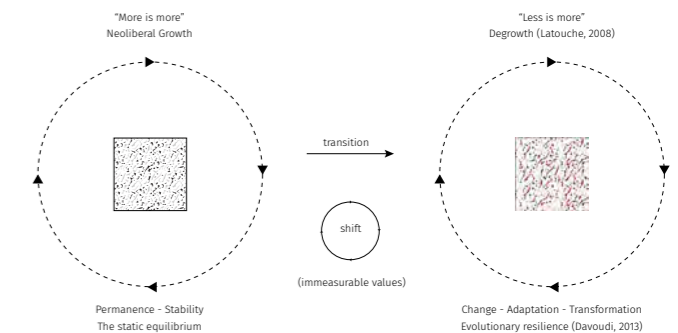 “More is more”
Neoliberal Growth
“Less is more”
Degrowth (Latouche, 2008)
transition
shift
(immeasurable values)
Permanence - Stability
The static equilibrium
Change - Adaptation - Transformation
Evolutionary resilience (Davoudi, 2013)